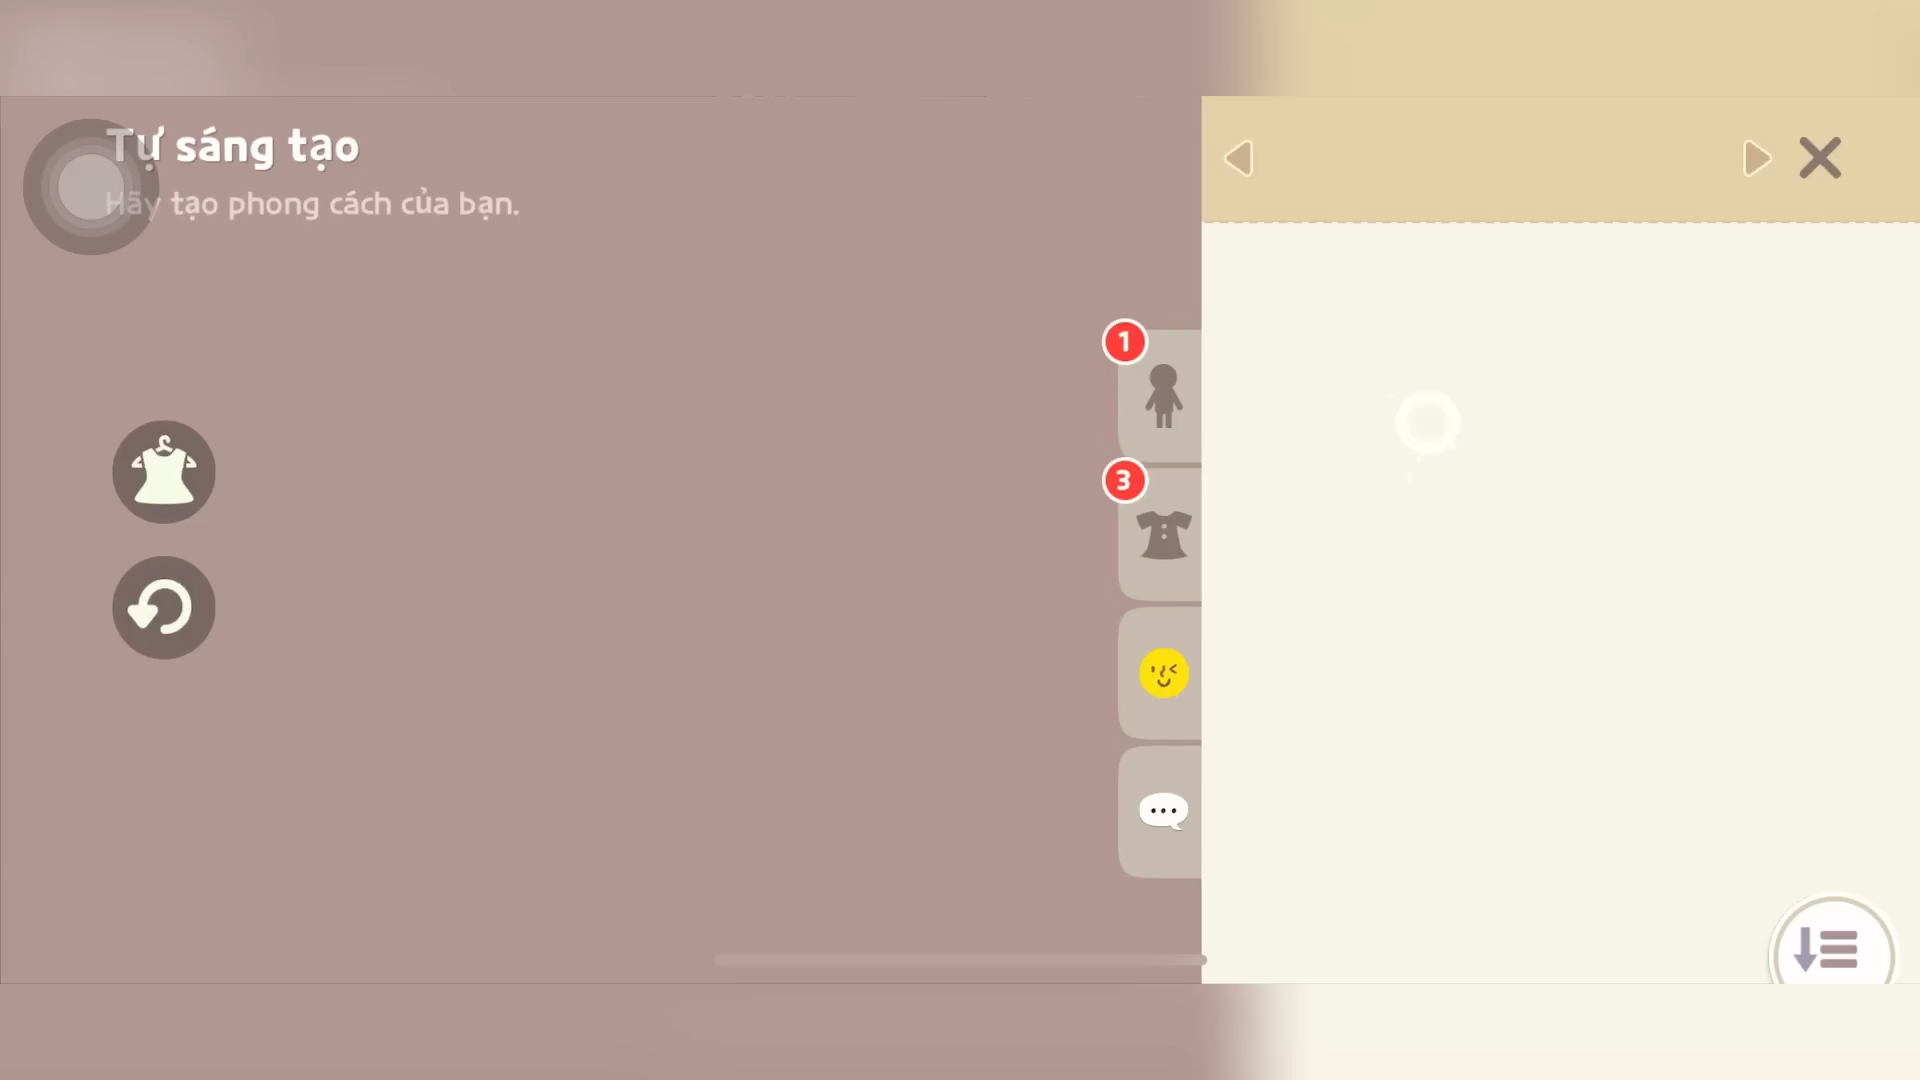 Tự sáng tạo
Hãy tạo phong cách của bạn.
1
3